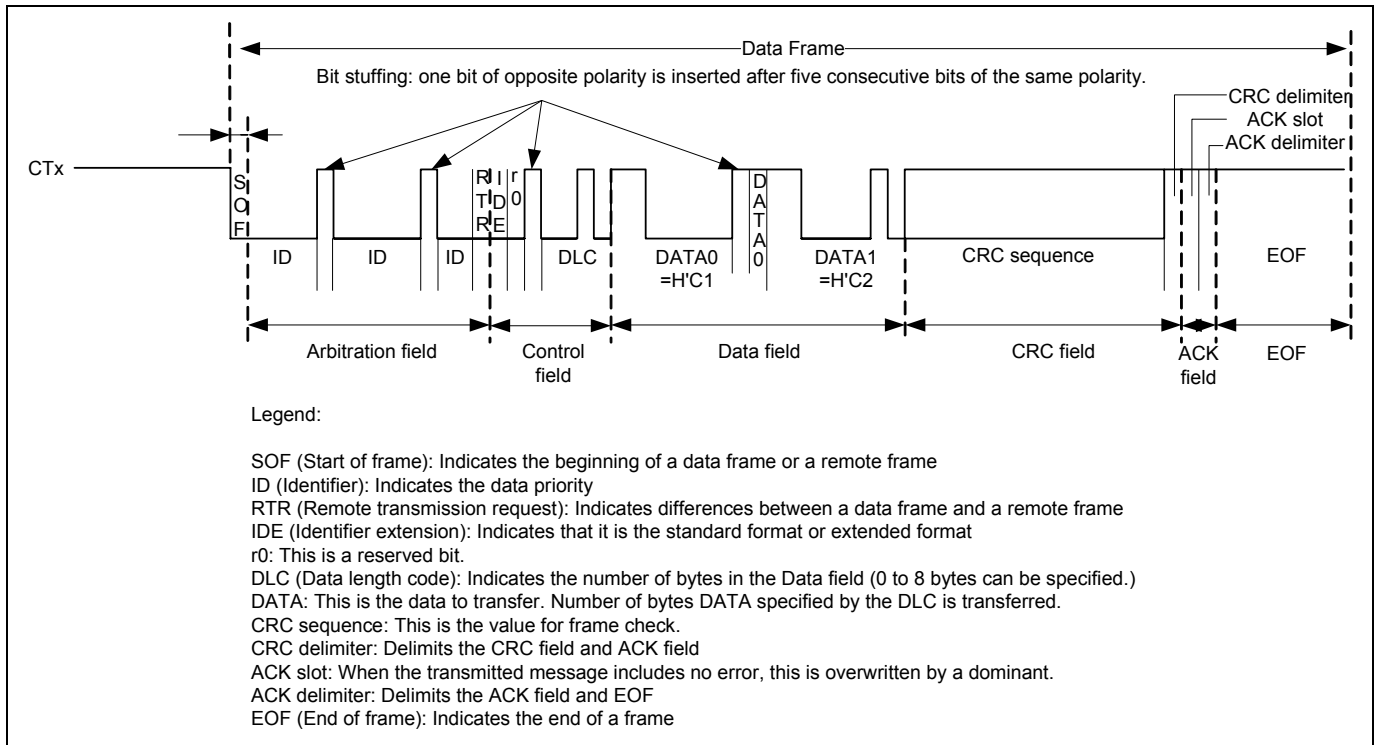 Data Frame
Bit stuffing: one bit of opposite polarity is inserted after five consecutive bits of the same polarity.
CRC delimiter
ACK slot
ACK delimiter
CTx
SOF
RTR
IDE
r0
DATA0
ID
ID
ID
DLC
DATA0
=H'C1
DATA1
=H'C2
CRC sequence
EOF
Arbitration field
Control
field
Data field
CRC field
ACK
field
EOF
Legend:
SOF (Start of frame): Indicates the beginning of a data frame or a remote frame
ID (Identifier): Indicates the data priority
RTR (Remote transmission request): Indicates differences between a data frame and a remote frame
IDE (Identifier extension): Indicates that it is the standard format or extended format
r0: This is a reserved bit.
DLC (Data length code): Indicates the number of bytes in the Data field (0 to 8 bytes can be specified.)
DATA: This is the data to transfer. Number of bytes DATA specified by the DLC is transferred.
CRC sequence: This is the value for frame check.
CRC delimiter: Delimits the CRC field and ACK field
ACK slot: When the transmitted message includes no error, this is overwritten by a dominant.
ACK delimiter: Delimits the ACK field and EOF
EOF (End of frame): Indicates the end of a frame